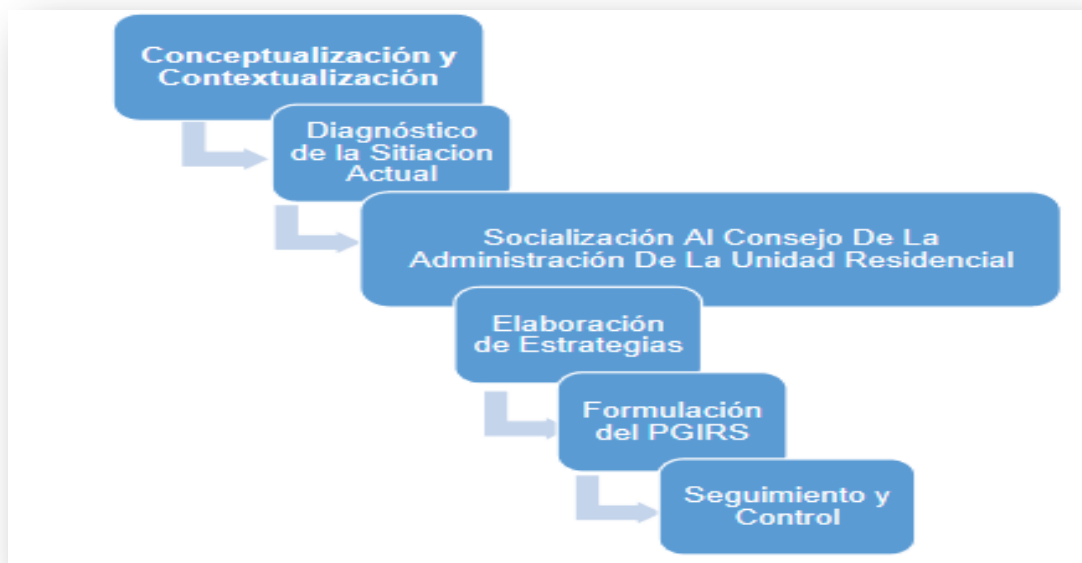 Conceptualización y
Contextualización
Diagnóstico
de la Sitiacion
Actual
Socialización Al Consejo De La
Administración De La Unidad Residencial
Elaboración
de Estrategias
Formulación
del PGIRS
Seguimiento y
Control